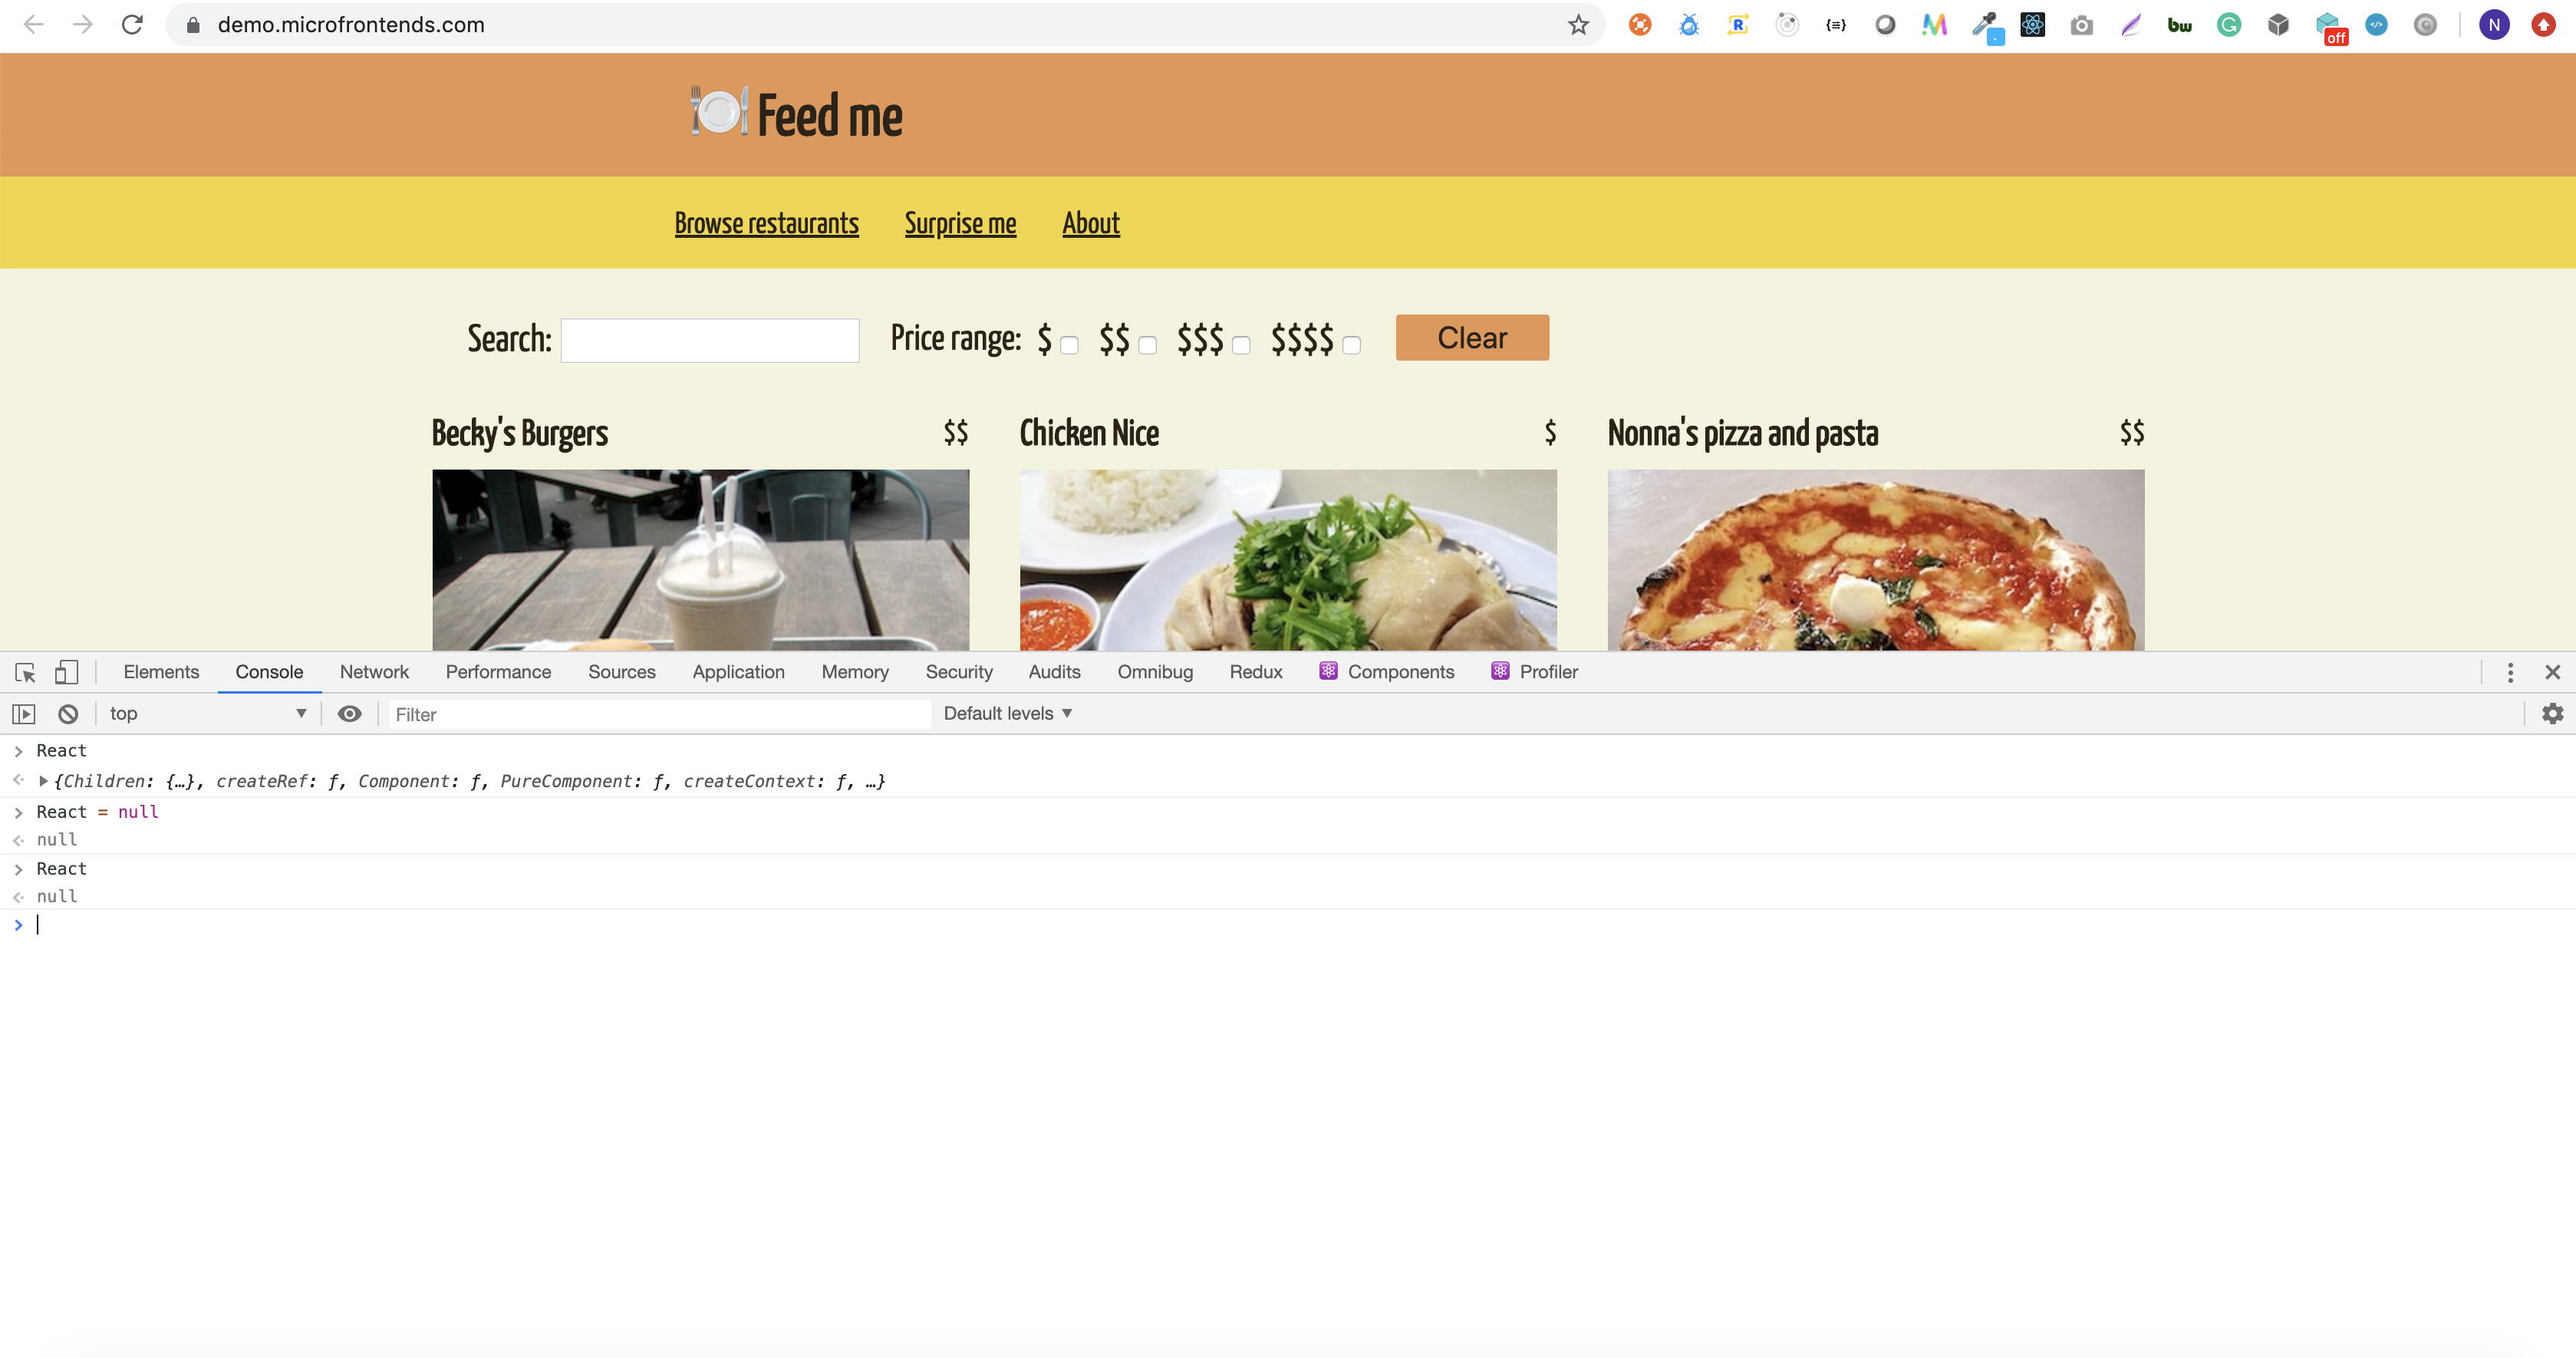 demo.microfrontends.com
R
off
N
Feed me
Browse restaurants Surprise me About
Search: Price range: $ $$ $$$ $$$$ Clear
Becky's Burgers $$ Chicken Nice $ Nonna's pizza and pasta $$
Elements Console Network Performance Sources Application Memory Security Audits Omnibug Redux Components Profiler
top Filter Default levels
> React
{Children: {…}, createRef: ƒ, Component: ƒ, PureComponent: ƒ, createContext: ƒ, …}
> React = null
null
> React
null
>